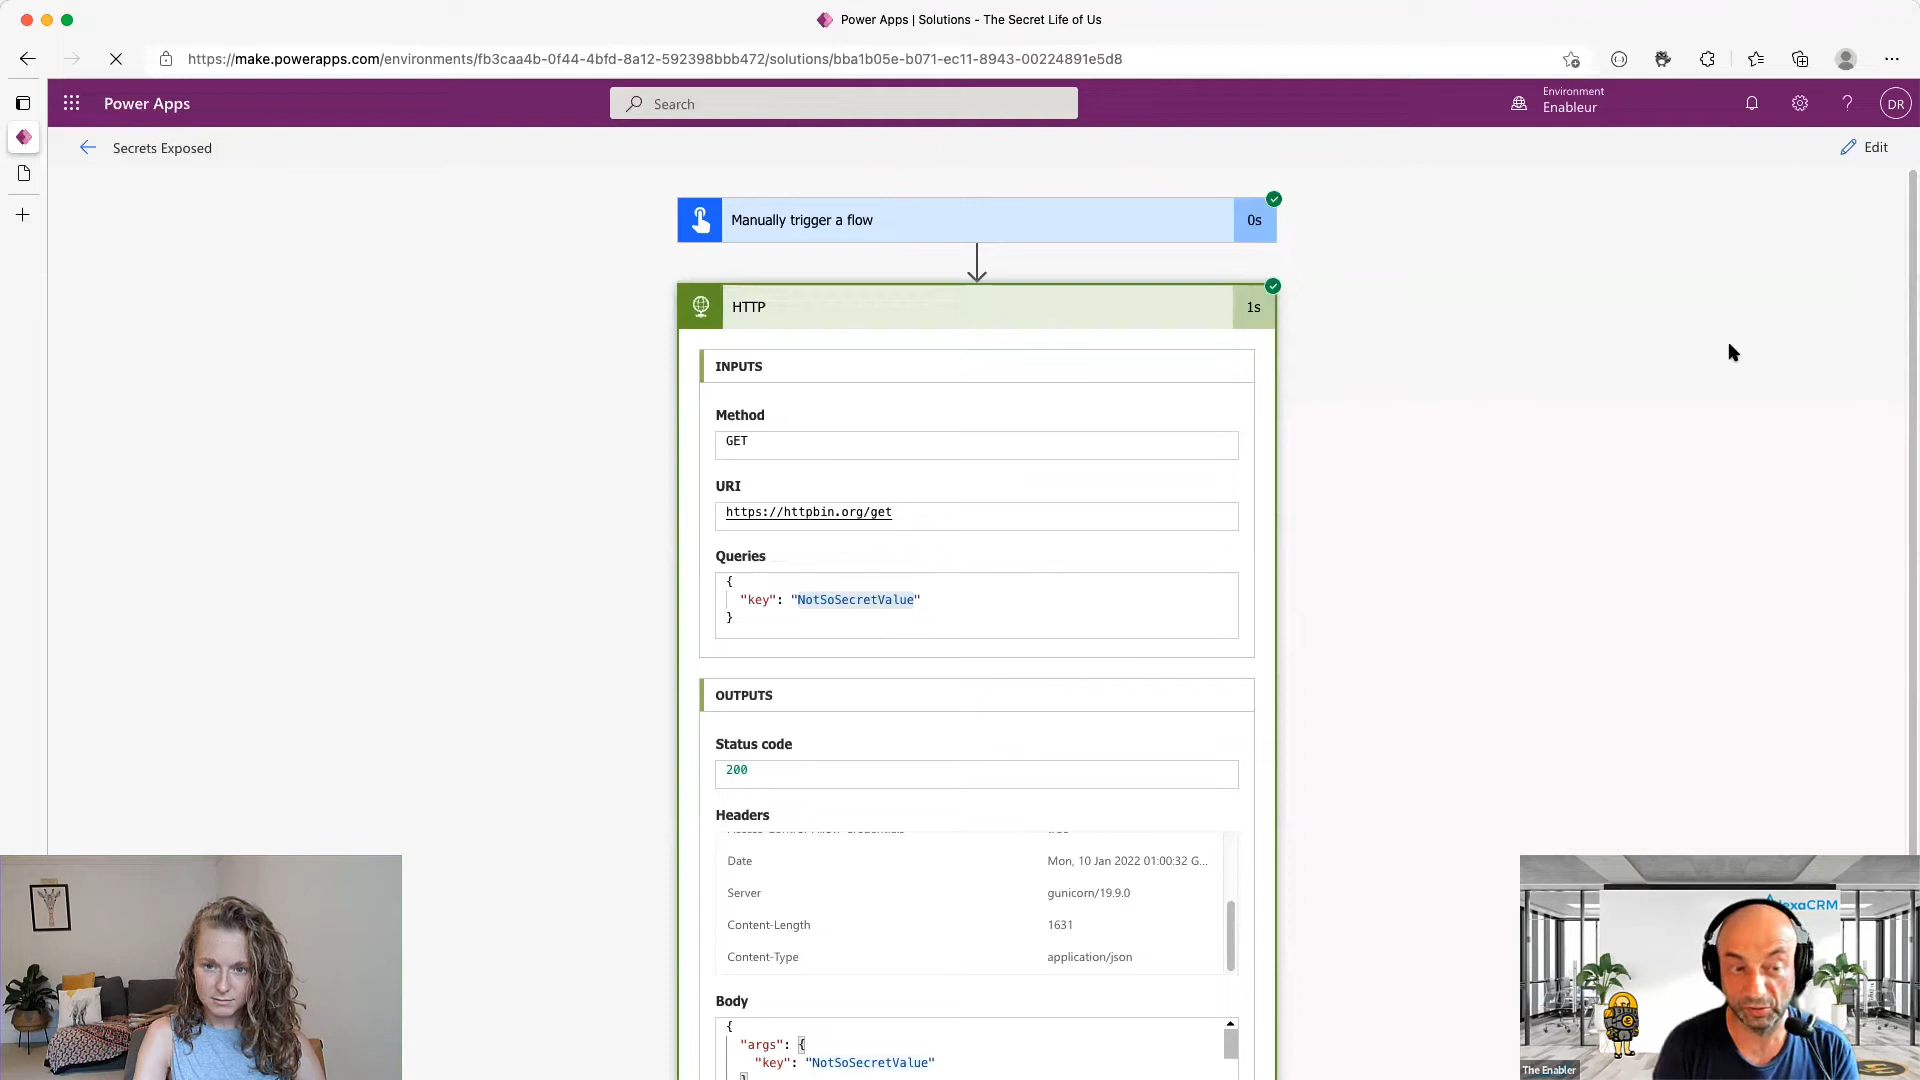 Power Apps | Solutions - The Secret Life of Us
https://make.powerapps.com/environments/fb3caa4b-0f44-4bfd-8a12-592398bbb472/solutions/bba1b05e-b071-ec11-8943-00224891e5d8
Power Apps
Search
Environment
Enableur
?
DR
Secrets Exposed
Edit
Manually trigger a flow
0s
HTTP
1s
INPUTS
Method
GET
URI
https://httpbin.org/get
Queries
{
"key": "NotSoSecretValue"
}
OUTPUTS
Status code
200
Headers
Date Mon, 10 Jan 2022 01:00:32 G...
Server gunicorn/19.9.0
Content-Length 1631
Content-Type application/json
Body
{
"args": {
"key": "NotSoSecretValue"
AlexaCRM
The Enabler